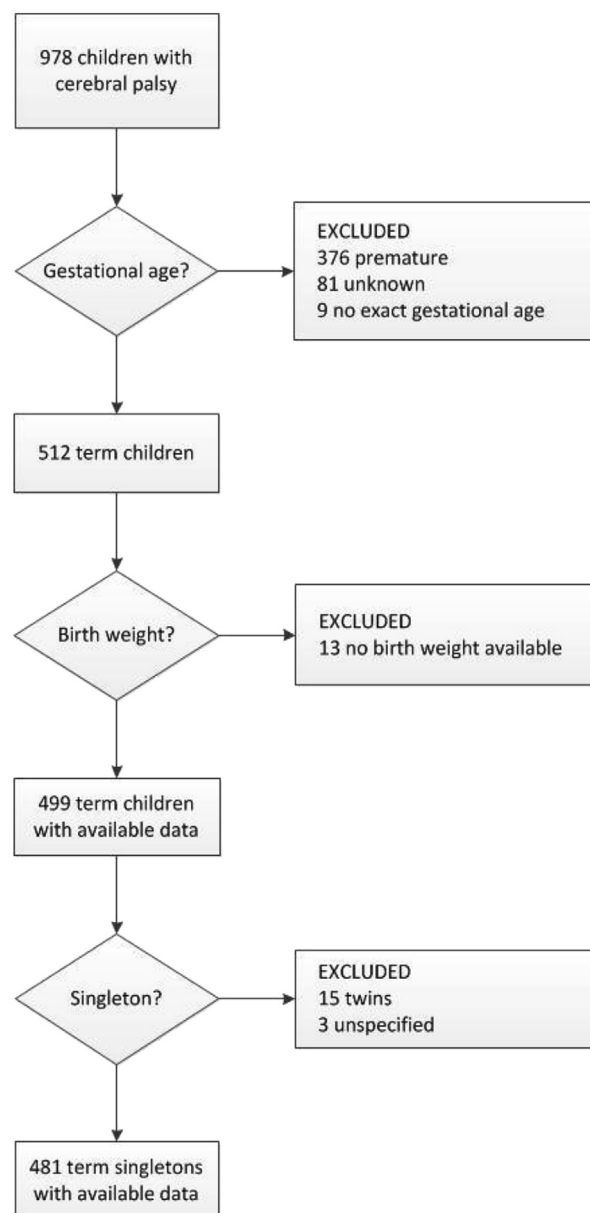 978 children with
cerebral palsy
Gestational age?
EXCLUDED
376 premature
81 unknown
9 no exact gestational age
512 term children
Birth weight?
EXCLUDED
13 no birth weight available
499 term children
with available data
Singleton?
EXCLUDED
15 twins
3 unspecified
481 term singletons
with available data